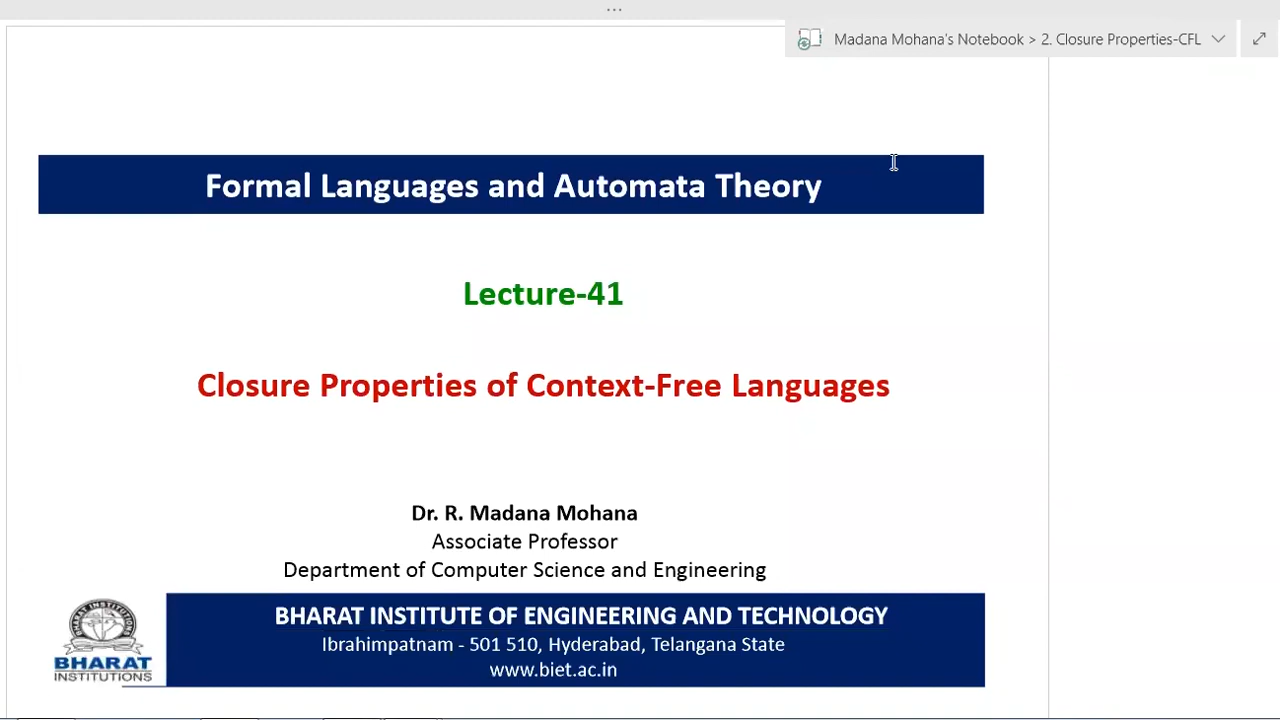 Madana Mohana's Notebook > 2. Closure Properties-CFL
Formal Languages and Automata Theory
Lecture-41
Closure Properties of Context-Free Languages
Dr. R. Madana Mohana
Associate Professor
Department of Computer Science and Engineering
BHARAT INSTITUTE OF ENGINEERING AND TECHNOLOGY
Ibrahimpatnam - 501 510, Hyderabad, Telangana State
www.biet.ac.in
BHARAT INSTITUTIONS
BHARAT
INSTITUTIONS